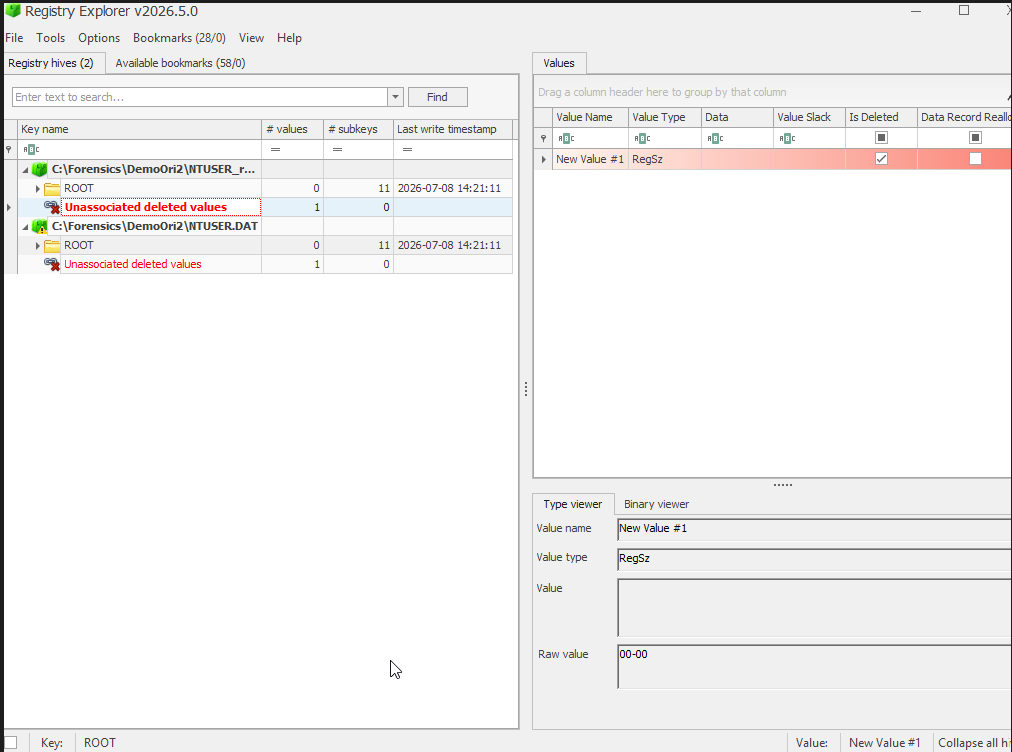 Registry Explorer v2026.5.0
File Tools Options Bookmarks (28/0) View Help
Registry hives (2) Available bookmarks (58/0)
Enter text to search... Find
Key name # values # subkeys Last write timestamp
ABC = = =
C:\Forensics\DemoOri2\NTUSER_r...
ROOT 0 11 2026-07-08 14:21:11
Unassociated deleted values 1 0
C:\Forensics\DemoOri2\NTUSER.DAT
ROOT 0 11 2026-07-08 14:21:11
Unassociated deleted values 1 0
Values
Drag a column header here to group by that column
Value Name Value Type Data Value Slack Is Deleted Data Record Reallo
ABC ABC ABC ABC
New Value #1 RegSz
Type viewer Binary viewer
Value name New Value #1
Value type RegSz
Value
Raw value 00-00
Key: ROOT Value: New Value #1 Collapse all hi